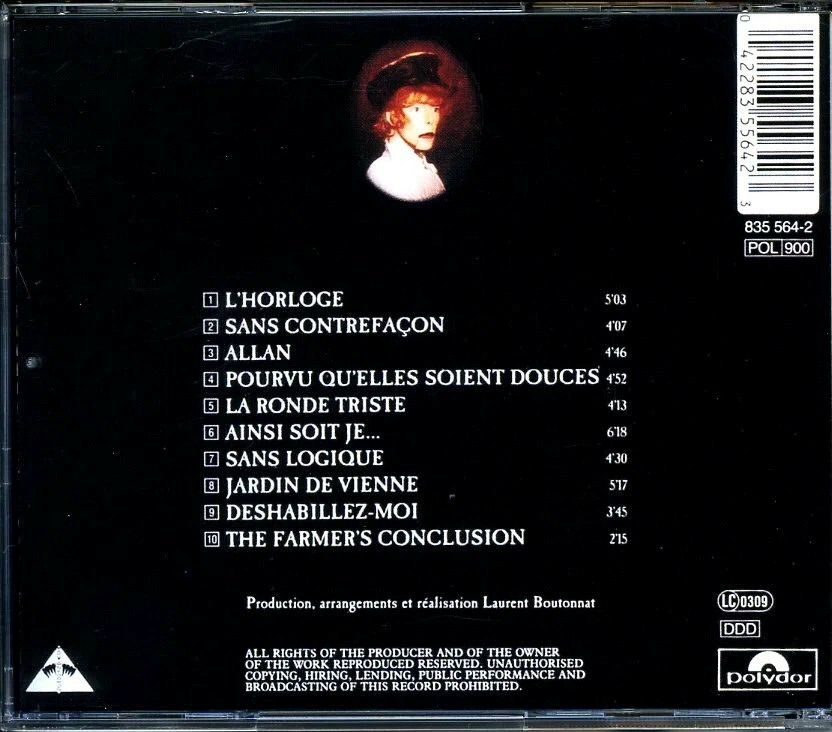 0 42283 55642 3
835 564-2
POL 900
1 L'HORLOGE 5'03
2 SANS CONTREFAÇON 4'07
3 ALLAN 4'46
4 POURVU QU'ELLES SOIENT DOUCES 4'52
5 LA RONDE TRISTE 4'13
6 AINSI SOIT JE... 6'18
7 SANS LOGIQUE 4'30
8 JARDIN DE VIENNE 5'17
9 DESHABILLEZ-MOI 3'45
10 THE FARMER'S CONCLUSION 2'15
Production, arrangements et réalisation Laurent Boutonnat
LC 0309
DDD
ALL RIGHTS OF THE PRODUCER AND OF THE OWNER
OF THE WORK REPRODUCED RESERVED. UNAUTHORISED
COPYING, HIRING, LENDING, PUBLIC PERFORMANCE AND
BROADCASTING OF THIS RECORD PROHIBITED.
polydor